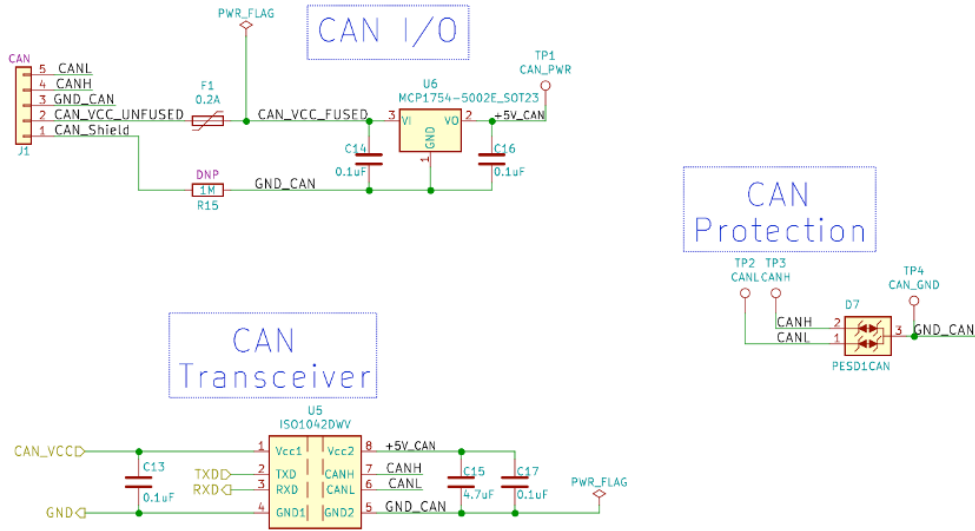 PWR_FLAG
CAN I/O
CAN
5 CANL
4 CANH
3 GND_CAN
2 CAN_VCC_UNFUSED
1 CAN_Shield
J1
F1
0.2A
CAN_VCC_FUSED
U6
MCP1754-5002E_SOT23
3 VI VO 2
GND
1
+5V_CAN
TP1
CAN_PWR
C14
0.1uF
C16
0.1uF
DNP
1M
R15
GND_CAN
CAN
Protection
TP2 TP3
CANL CANH
TP4
CAN_GND
D7
CANH 2
CANL 1
3 GND_CAN
PESD1CAN
CAN
Transceiver
U5
ISO1042DWV
CAN_VCC 1 Vcc1 Vcc2 8 +5V_CAN
TXD 2 TXD CANH 7 CANH
RXD 3 RXD CANL 6 CANL
GND 4 GND1 GND2 5 GND_CAN
C13
0.1uF
C15
4.7uF
C17
0.1uF
PWR_FLAG